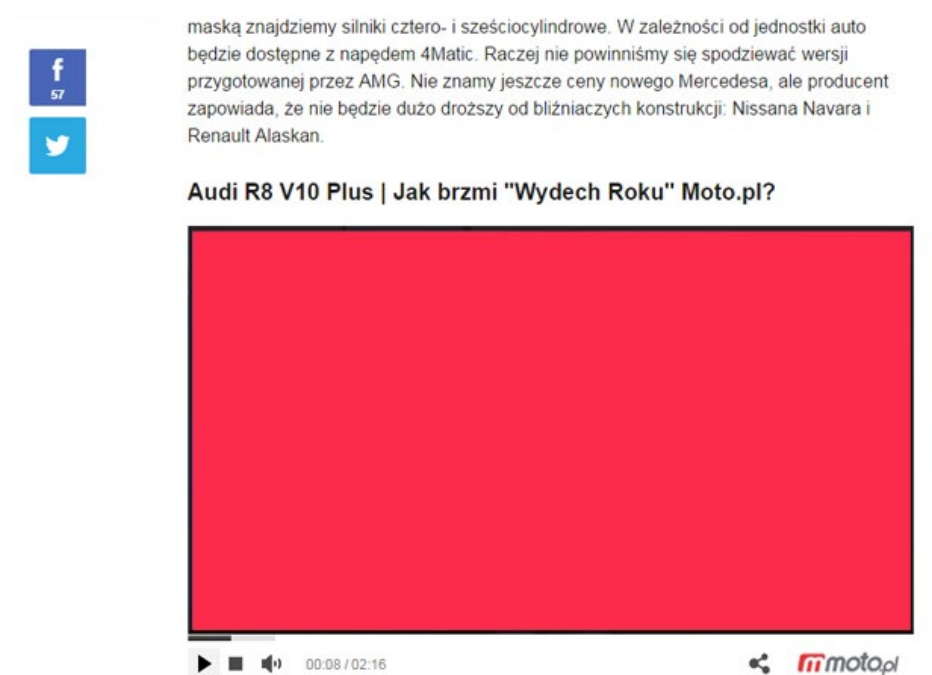 maską znajdziemy silniki cztero- i sześciocylindrowe. W zależności od jednostki auto
będzie dostępne z napędem 4Matic. Raczej nie powinniśmy się spodziewać wersji
przygotowanej przez AMG. Nie znamy jeszcze ceny nowego Mercedesa, ale producent
zapowiada, że nie będzie dużo droższy od bliźniaczych konstrukcji: Nissana Navara i
Renault Alaskan.
f
57
Audi R8 V10 Plus | Jak brzmi "Wydech Roku" Moto.pl?
00:08 / 02:16
moto.pl